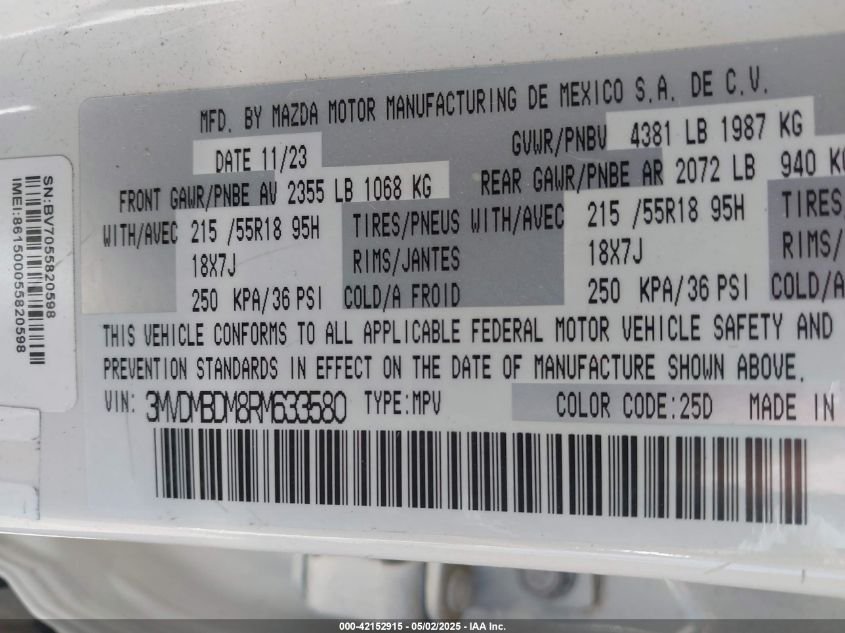 MFD. BY MAZDA MOTOR MANUFACTURING DE MEXICO S.A. DE C.V.
DATE 11/23 GVWR/PNBV 4381 LB 1987 KG
FRONT GAWR/PNBE AV 2355 LB 1068 KG REAR GAWR/PNBE AR 2072 LB 940 KG
WITH/AVEC 215 /55R18 95H TIRES/PNEUS WITH/AVEC 215 /55R18 95H TIRES/
18X7J RIMS/JANTES 18X7J RIMS/
250 KPA/36 PSI COLD/A FROID 250 KPA/36 PSI COLD/A
THIS VEHICLE CONFORMS TO ALL APPLICABLE FEDERAL MOTOR VEHICLE SAFETY AND
PREVENTION STANDARDS IN EFFECT ON THE DATE OF MANUFACTURE SHOWN ABOVE.
VIN: 3MVDMBDM8RM633580 TYPE:MPV COLOR CODE:25D MADE IN
SN:BV7055820598
IMEI:861500055820598
000-42152915 - 05/02/2025 - IAA Inc.